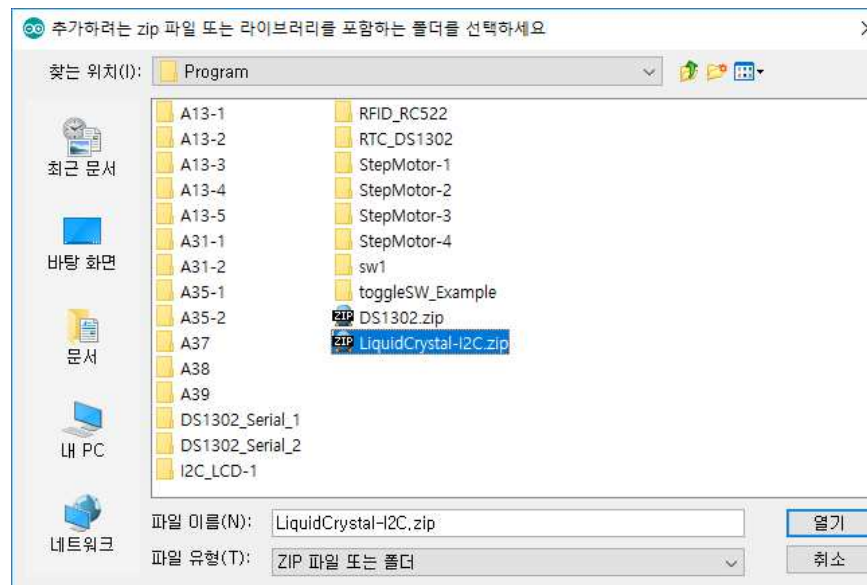 추가하려는 zip 파일 또는 라이브러리를 포함하는 폴더를 선택하세요
찾는 위치(I):
Program
최근 문서
바탕 화면
문서
내 PC
네트워크
A13-1
A13-2
A13-3
A13-4
A13-5
A31-1
A31-2
A35-1
A35-2
A37
A38
A39
DS1302_Serial_1
DS1302_Serial_2
I2C_LCD-1
RFID_RC522
RTC_DS1302
StepMotor-1
StepMotor-2
StepMotor-3
StepMotor-4
sw1
toggleSW_Example
ZIP DS1302.zip
ZIP LiquidCrystal-I2C.zip
파일 이름(N): LiquidCrystal-I2C.zip
열기
파일 유형(T): ZIP 파일 또는 폴더
취소